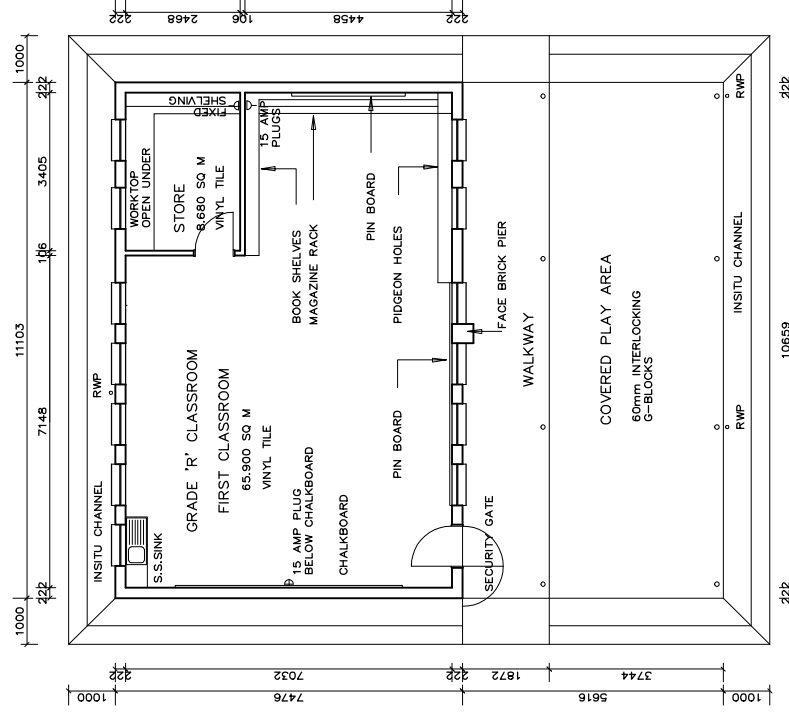 222
2468
106
4458
222
1000
222
3405
106
11103
7148
222
1000
FIXED
SHELVING
WORKTOP
OPEN UNDER
STORE
8.680 SQ M
VINYL TILE
15 AMP
PLUGS
BOOK SHELVES
MAGAZINE RACK
PIN BOARD
PIDGEON HOLES
FACE BRICK PIER
WALKWAY
COVERED PLAY AREA
60mm INTERLOCKING
G-BLOCKS
RWP
INSITU CHANNEL
RWP
222
10659
222
RWP
INSITU CHANNEL
GRADE 'R' CLASSROOM
FIRST CLASSROOM
65.900 SQ M
VINYL TILE
PIN BOARD
S.S.SINK
15 AMP PLUG
BELOW CHALKBOARD
CHALKBOARD
SECURITY GATE
222
7032
222
1872
3744
1000
7476
5616
1000